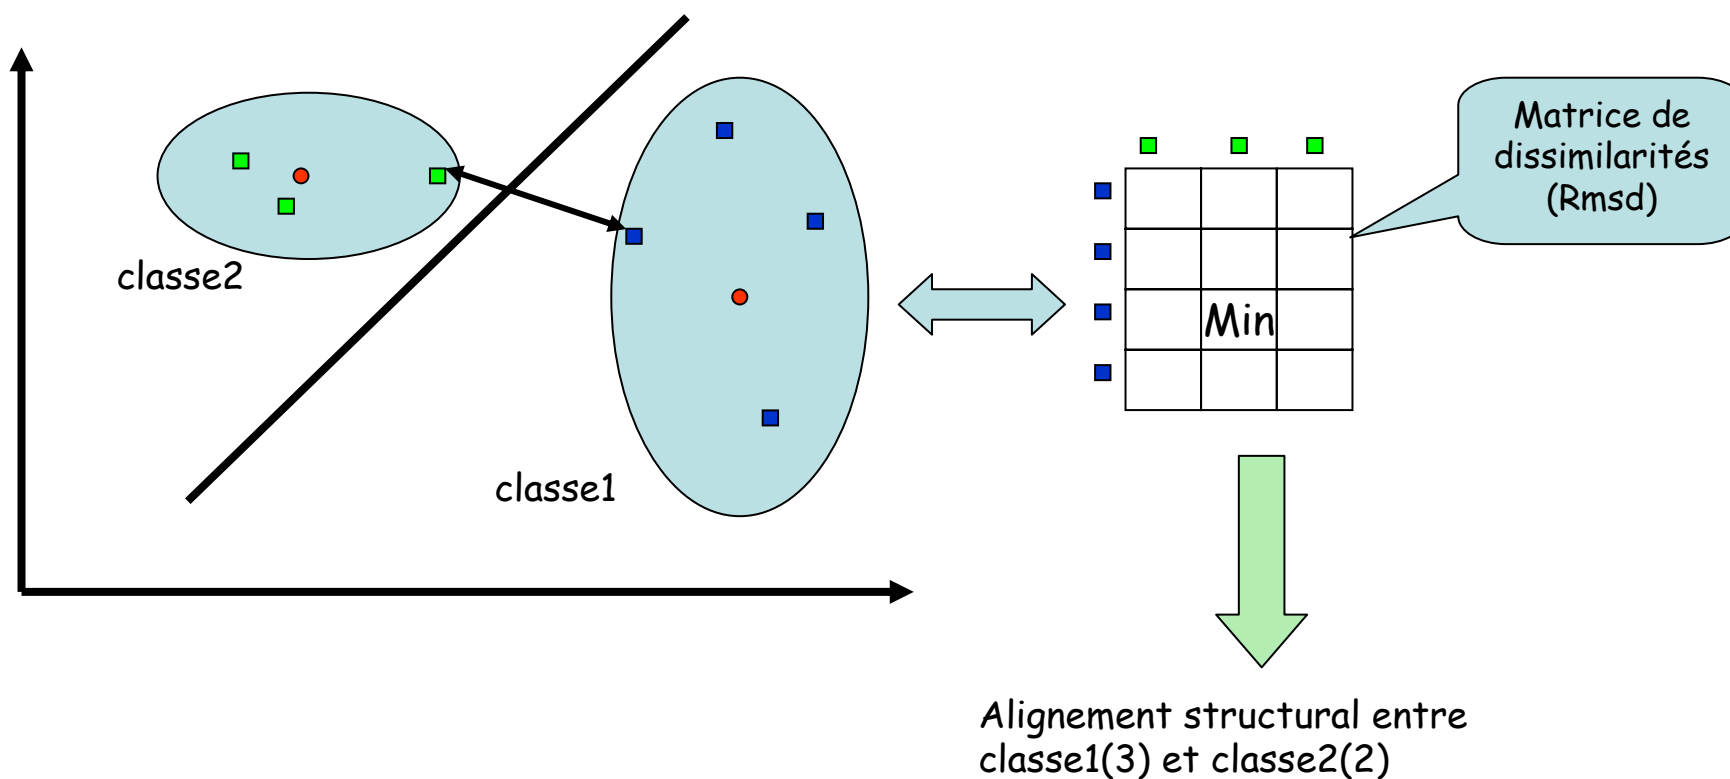 Matrice de
dissimilarités
(Rmsd)
classe2
Min
classe1
Alignement structural entre
classe1(3) et classe2(2)